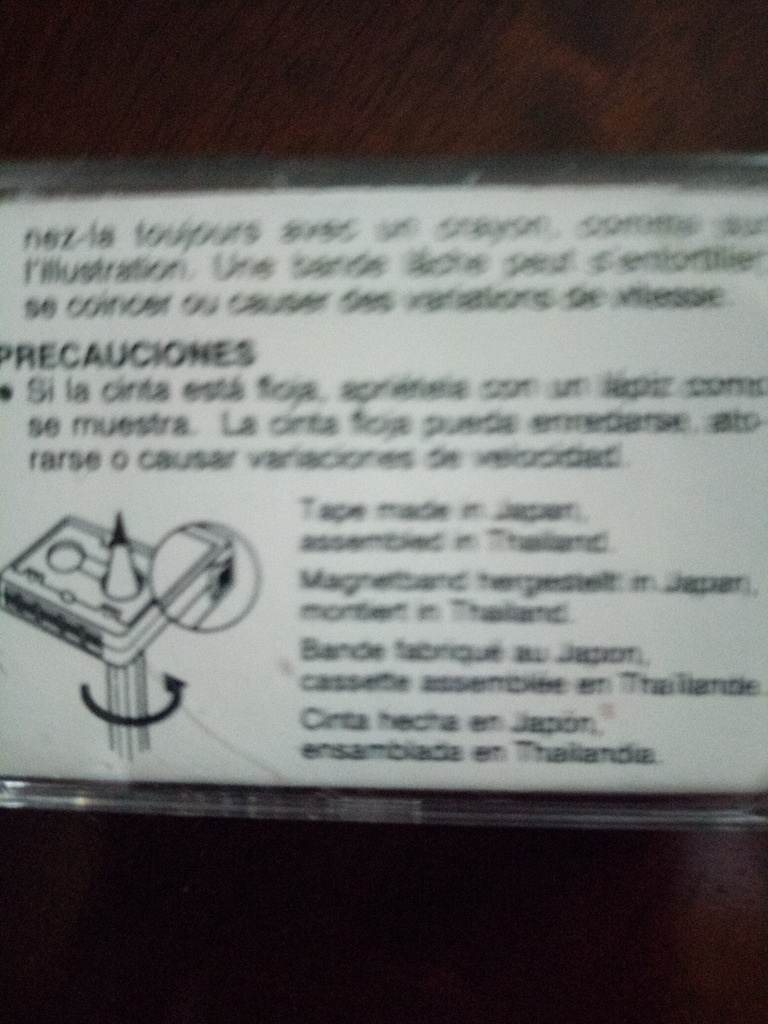 nez-la toujours avec un crayon, comme sur
l'illustration. Une bande lâche peut s'entortiller
se coincer ou causer des variations de vitesse.
PRECAUCIONES
• Si la cinta está floja, apriétela con un lápiz como
se muestra. La cinta floja puede enredarse, ato-
rarse o causar variaciones de velocidad.
Tape made in Japan,
assembled in Thailand.
Magnetband hergestellt in Japan,
montiert in Thailand.
Bande fabriqué au Japon,
cassette assemblée en Thaïlande.
Cinta hecha en Japón,
ensamblada en Thailandia.